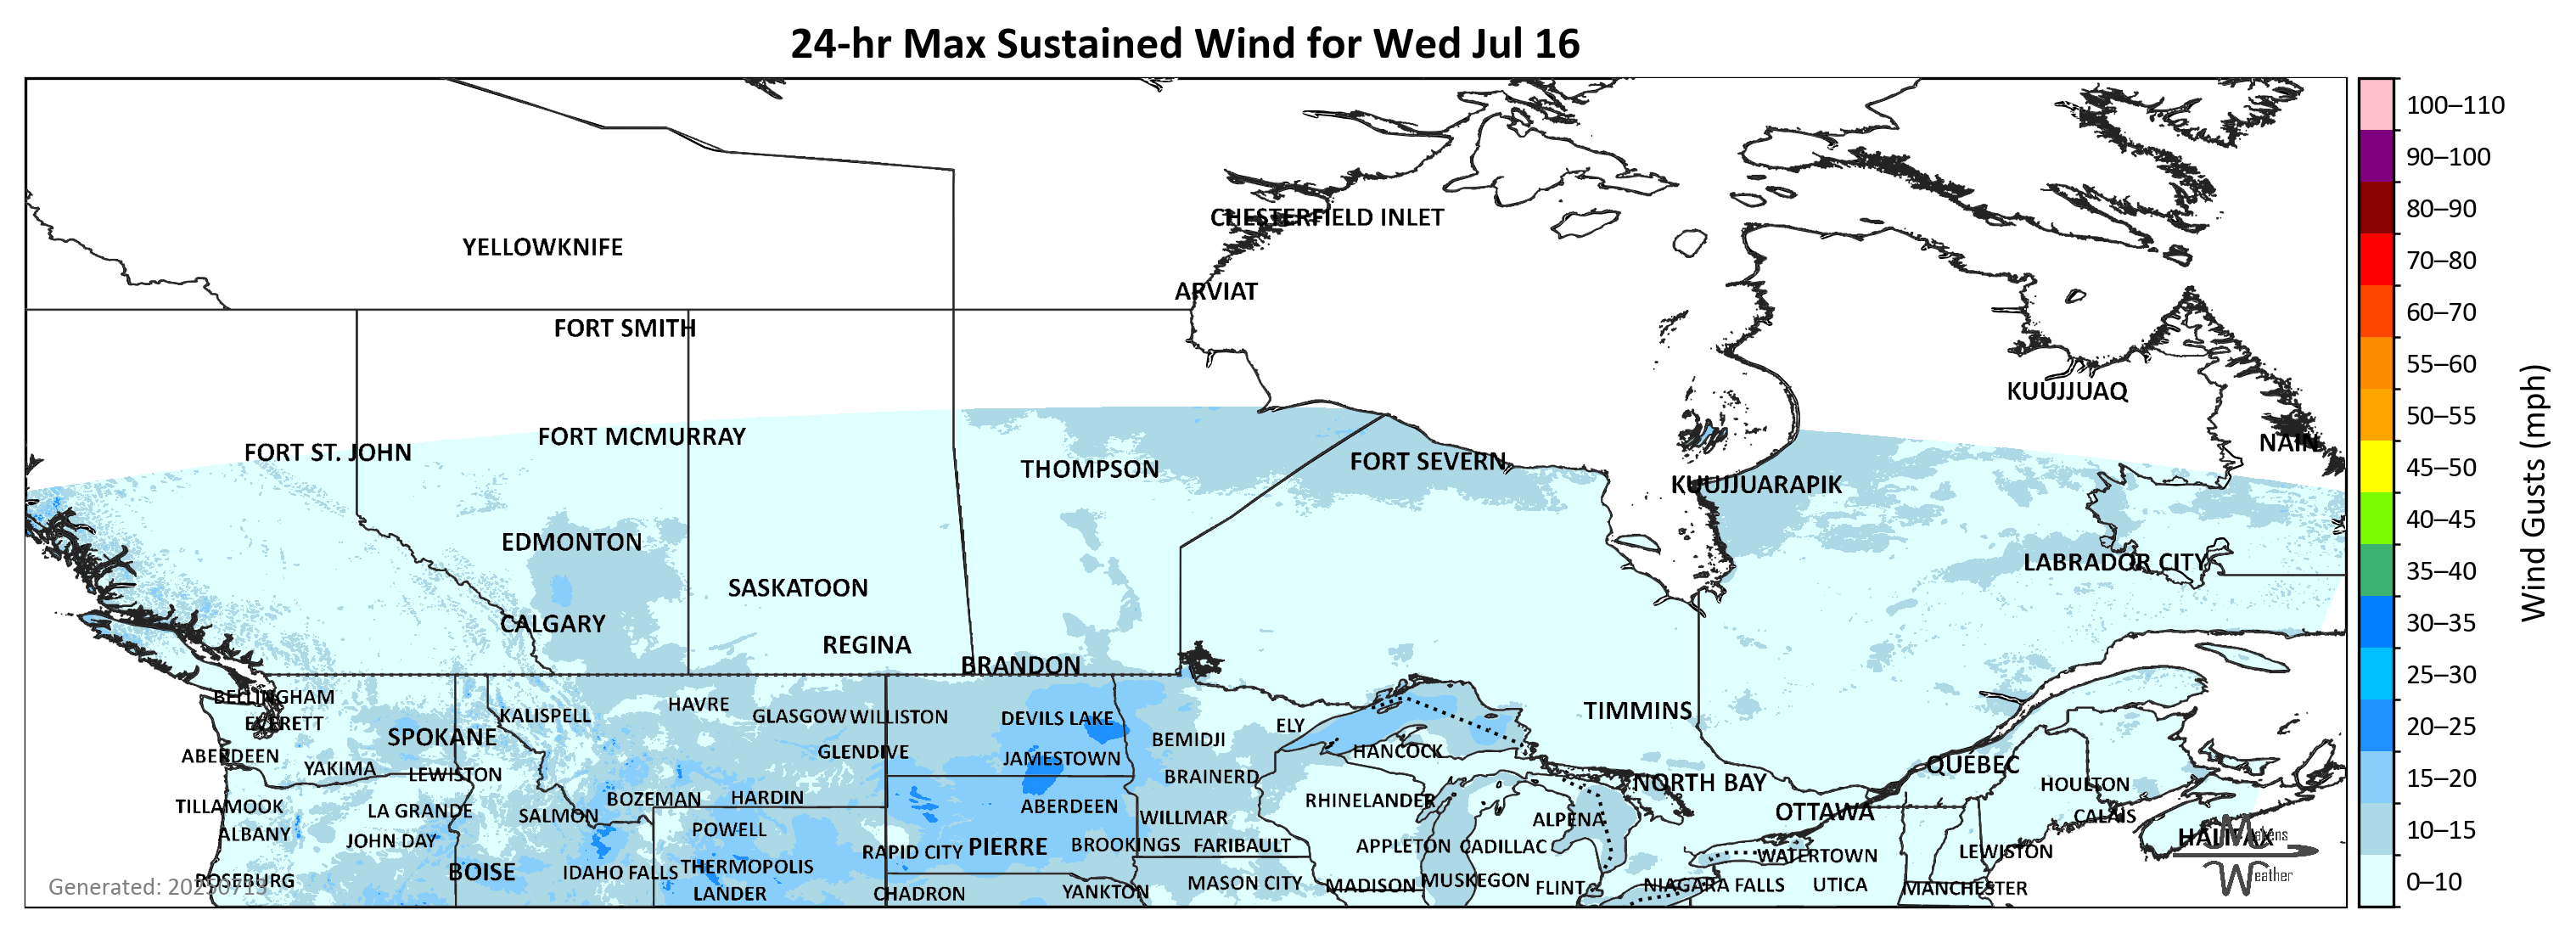 24-hr Max Sustained Wind for Wed Jul 16
100–110
90–100
80–90
70–80
60–70
55–60
50–55
45–50
40–45
35–40
30–35
25–30
20–25
15–20
10–15
0–10
Wind Gusts (mph)
CHESTERFIELD INLET
YELLOWKNIFE
ARVIAT
FORT SMITH
KUUJJUAQ
FORT MCMURRAY
NAIN
FORT ST. JOHN
FORT SEVERN
THOMPSON
KUUJJUARAPIK
EDMONTON
LABRADOR CITY
SASKATOON
CALGARY
REGINA
BRANDON
BELLINGHAM
HAVRE
TIMMINS
KALISPELL
GLASGOW
WILLISTON
DEVILS LAKE
EVERETT
ELY
SPOKANE
BEMIDJI
GLENDIVE
HANCOCK
ABERDEEN
JAMESTOWN
QUÉBEC
YAKIMA
LEWISTON
BRAINERD
NORTH BAY
HOULTON
BOZEMAN
HARDIN
RHINELANDER
TILLAMOOK
ABERDEEN
LA GRANDE
OTTAWA
SALMON
CALAIS
WILLMAR
ALPENA
POWELL
ALBANY
HALIFAX
Makens
JOHN DAY
BROOKINGS
FARIBAULT
APPLETON
CADILLAC
PIERRE
RAPID CITY
LEWISTON
WATERTOWN
THERMOPOLIS
BOISE
IDAHO FALLS
Weather
ROSEBURG
MUSKEGON
MASON CITY
MADISON
NIAGARA FALLS
UTICA
Generated: 20250713
FLINT
MANCHESTER
YANKTON
LANDER
CHADRON